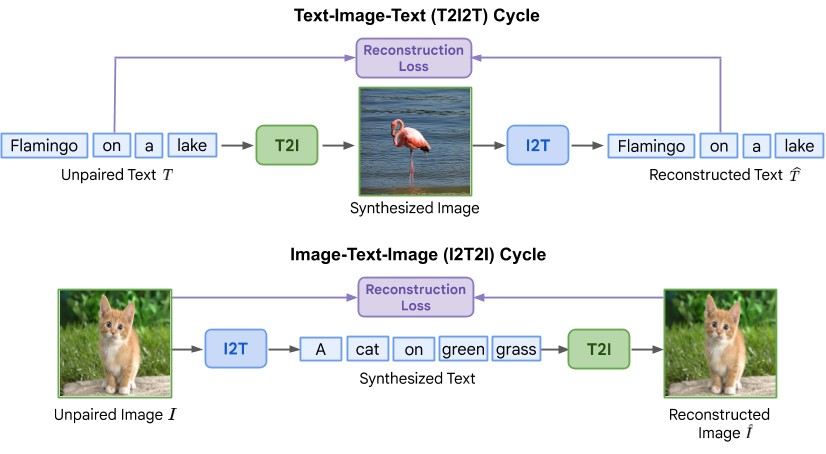 Text-Image-Text (T2I2T) Cycle
Reconstruction
Loss
Flamingo on a lake
T2I
I2T
Flamingo on a lake
Unpaired Text T
Synthesized Image
Reconstructed Text T̂
Image-Text-Image (I2T2I) Cycle
Reconstruction
Loss
I2T
A cat on green grass
T2I
Synthesized Text
Unpaired Image I
Reconstructed
Image Î